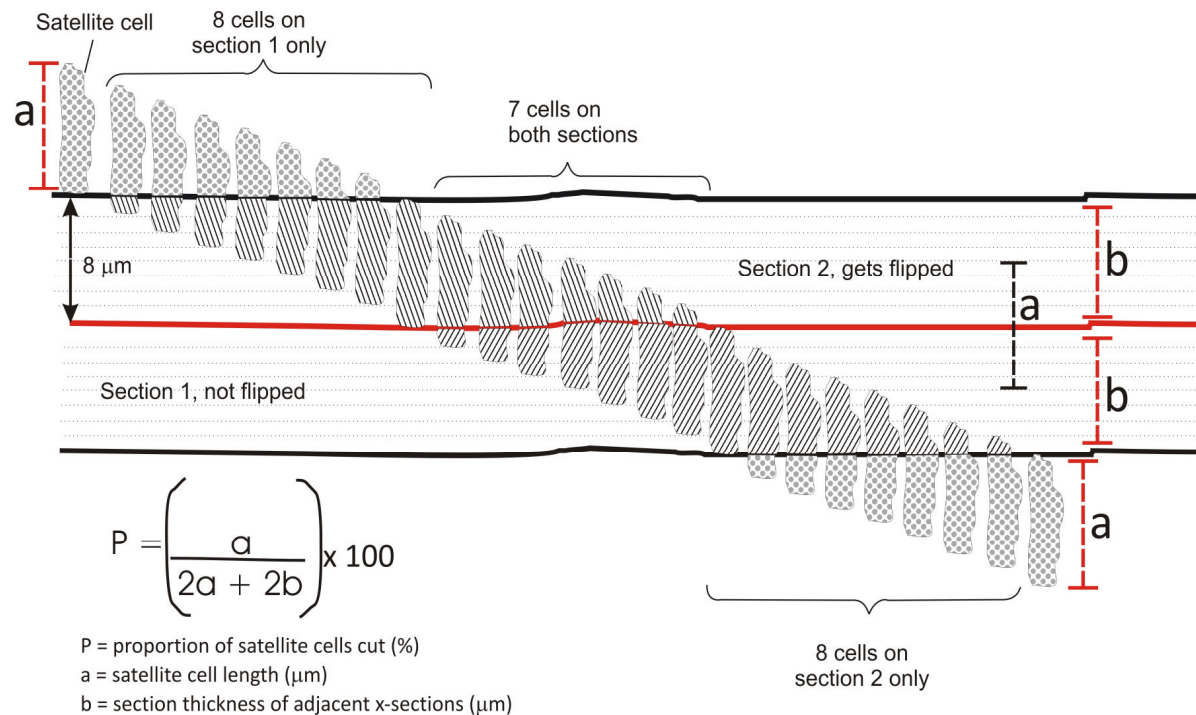 Satellite cell
8 cells on
section 1 only
a
7 cells on
both sections
8 μm
Section 2, gets flipped
b
a
Section 1, not flipped
b
a
P = ( a / 2a + 2b ) x 100
P = proportion of satellite cells cut (%)
a = satellite cell length (μm)
b = section thickness of adjacent x-sections (μm)
8 cells on
section 2 only